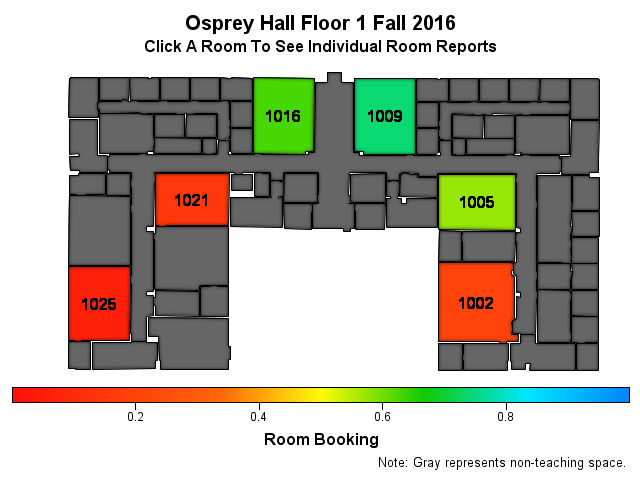 Osprey Hall Floor 1 Fall 2016
Click A Room To See Individual Room Reports
1016
1009
1021
1005
1025
1002
0.2
0.4
0.6
0.8
Room Booking
Note: Gray represents non-teaching space.